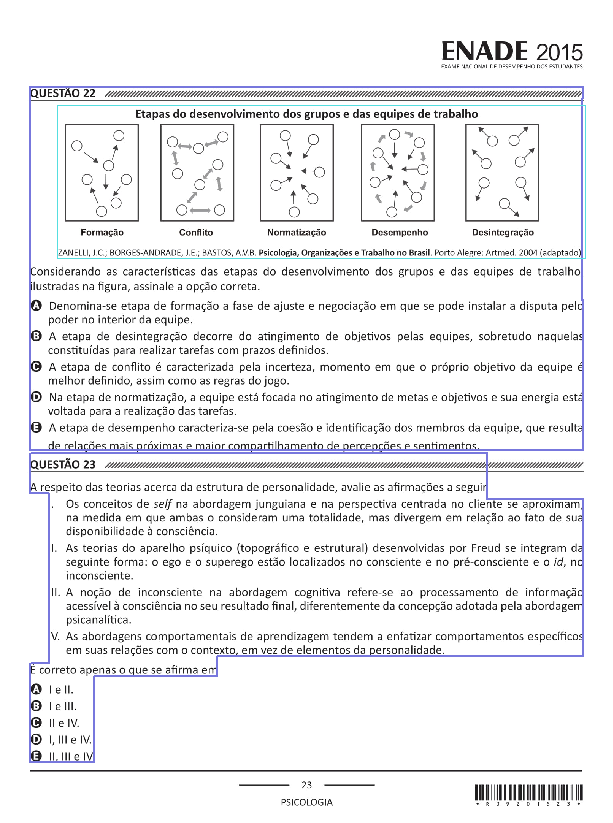 ENADE 2015
EXAME NACIONAL DE DESEMPENHO DOS ESTUDANTES
QUESTÃO 22
Etapas do desenvolvimento dos grupos e das equipes de trabalho
Formação Conflito Normatização Desempenho Desintegração
ZANELLI, J.C.; BORGES-ANDRADE, J.E.; BASTOS, A.V.B. Psicologia, Organizações e Trabalho no Brasil. Porto Alegre: Artmed. 2004 (adaptado)
Considerando as características das etapas do desenvolvimento dos grupos e das equipes de trabalho
ilustradas na figura, assinale a opção correta.
A Denomina-se etapa de formação a fase de ajuste e negociação em que se pode instalar a disputa pelo
poder no interior da equipe.
B A etapa de desintegração decorre do atingimento de objetivos pelas equipes, sobretudo naquelas
constituídas para realizar tarefas com prazos definidos.
C A etapa de conflito é caracterizada pela incerteza, momento em que o próprio objetivo da equipe é
melhor definido, assim como as regras do jogo.
D Na etapa de normatização, a equipe está focada no atingimento de metas e objetivos e sua energia está
voltada para a realização das tarefas.
E A etapa de desempenho caracteriza-se pela coesão e identificação dos membros da equipe, que resulta
de relações mais próximas e maior compartilhamento de percepções e sentimentos.
QUESTÃO 23
A respeito das teorias acerca da estrutura de personalidade, avalie as afirmações a seguir
. Os conceitos de self na abordagem junguiana e na perspectiva centrada no cliente se aproximam,
na medida em que ambas o consideram uma totalidade, mas divergem em relação ao fato de sua
disponibilidade à consciência.
I. As teorias do aparelho psíquico (topográfico e estrutural) desenvolvidas por Freud se integram da
seguinte forma: o ego e o superego estão localizados no consciente e no pré-consciente e o id, no
inconsciente.
II. A noção de inconsciente na abordagem cognitiva refere-se ao processamento de informação
acessível à consciência no seu resultado final, diferentemente da concepção adotada pela abordagem
psicanalítica.
V. As abordagens comportamentais de aprendizagem tendem a enfatizar comportamentos específicos
em suas relações com o contexto, em vez de elementos da personalidade.
É correto apenas o que se afirma em
A I e II.
B I e III.
C II e IV.
D I, III e IV.
E II, III e IV
23
PSICOLOGIA
*R39201523*